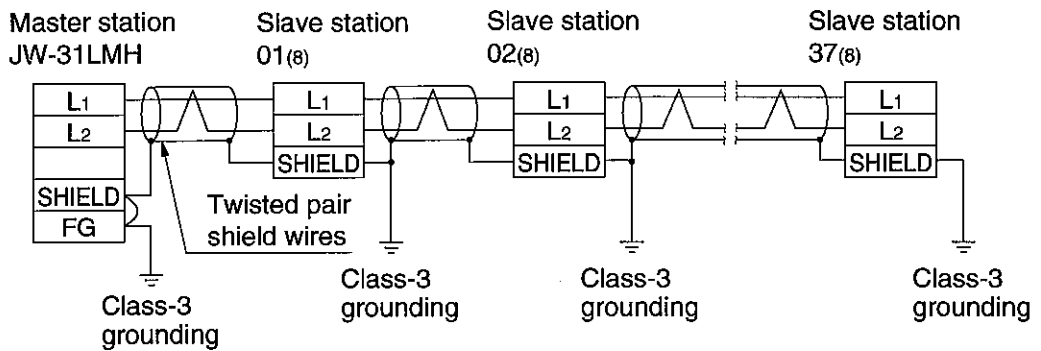 Master station
JW-31LMH
Slave station
01(8)
Slave station
02(8)
Slave station
37(8)
L1
L2
SHIELD
FG
L1
L2
SHIELD
L1
L2
SHIELD
L1
L2
SHIELD
Twisted pair
shield wires
Class-3
grounding
Class-3
grounding
Class-3
grounding
Class-3
grounding